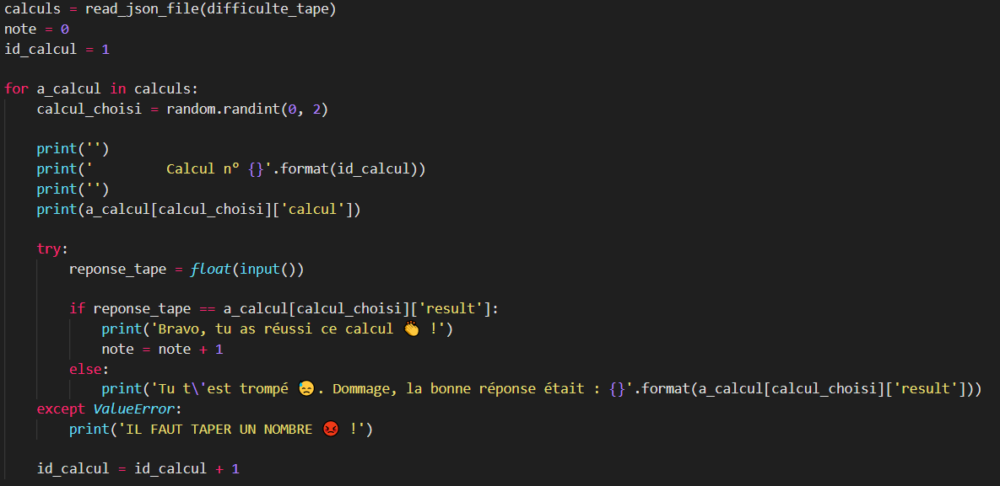 calculs = read_json_file(difficulte_tape)
note = 0
id_calcul = 1

for a_calcul in calculs:
    calcul_choisi = random.randint(0, 2)

    print('')
    print('         Calcul n° {}'.format(id_calcul))
    print('')
    print(a_calcul[calcul_choisi]['calcul'])

    try:
        reponse_tape = float(input())

        if reponse_tape == a_calcul[calcul_choisi]['result']:
            print('Bravo, tu as réussi ce calcul 👏 !')
            note = note + 1
        else:
            print('Tu t\'est trompé 😓. Dommage, la bonne réponse était : {}'.format(a_calcul[calcul_choisi]['result']))
    except ValueError:
        print('IL FAUT TAPER UN NOMBRE 😡 !')

    id_calcul = id_calcul + 1